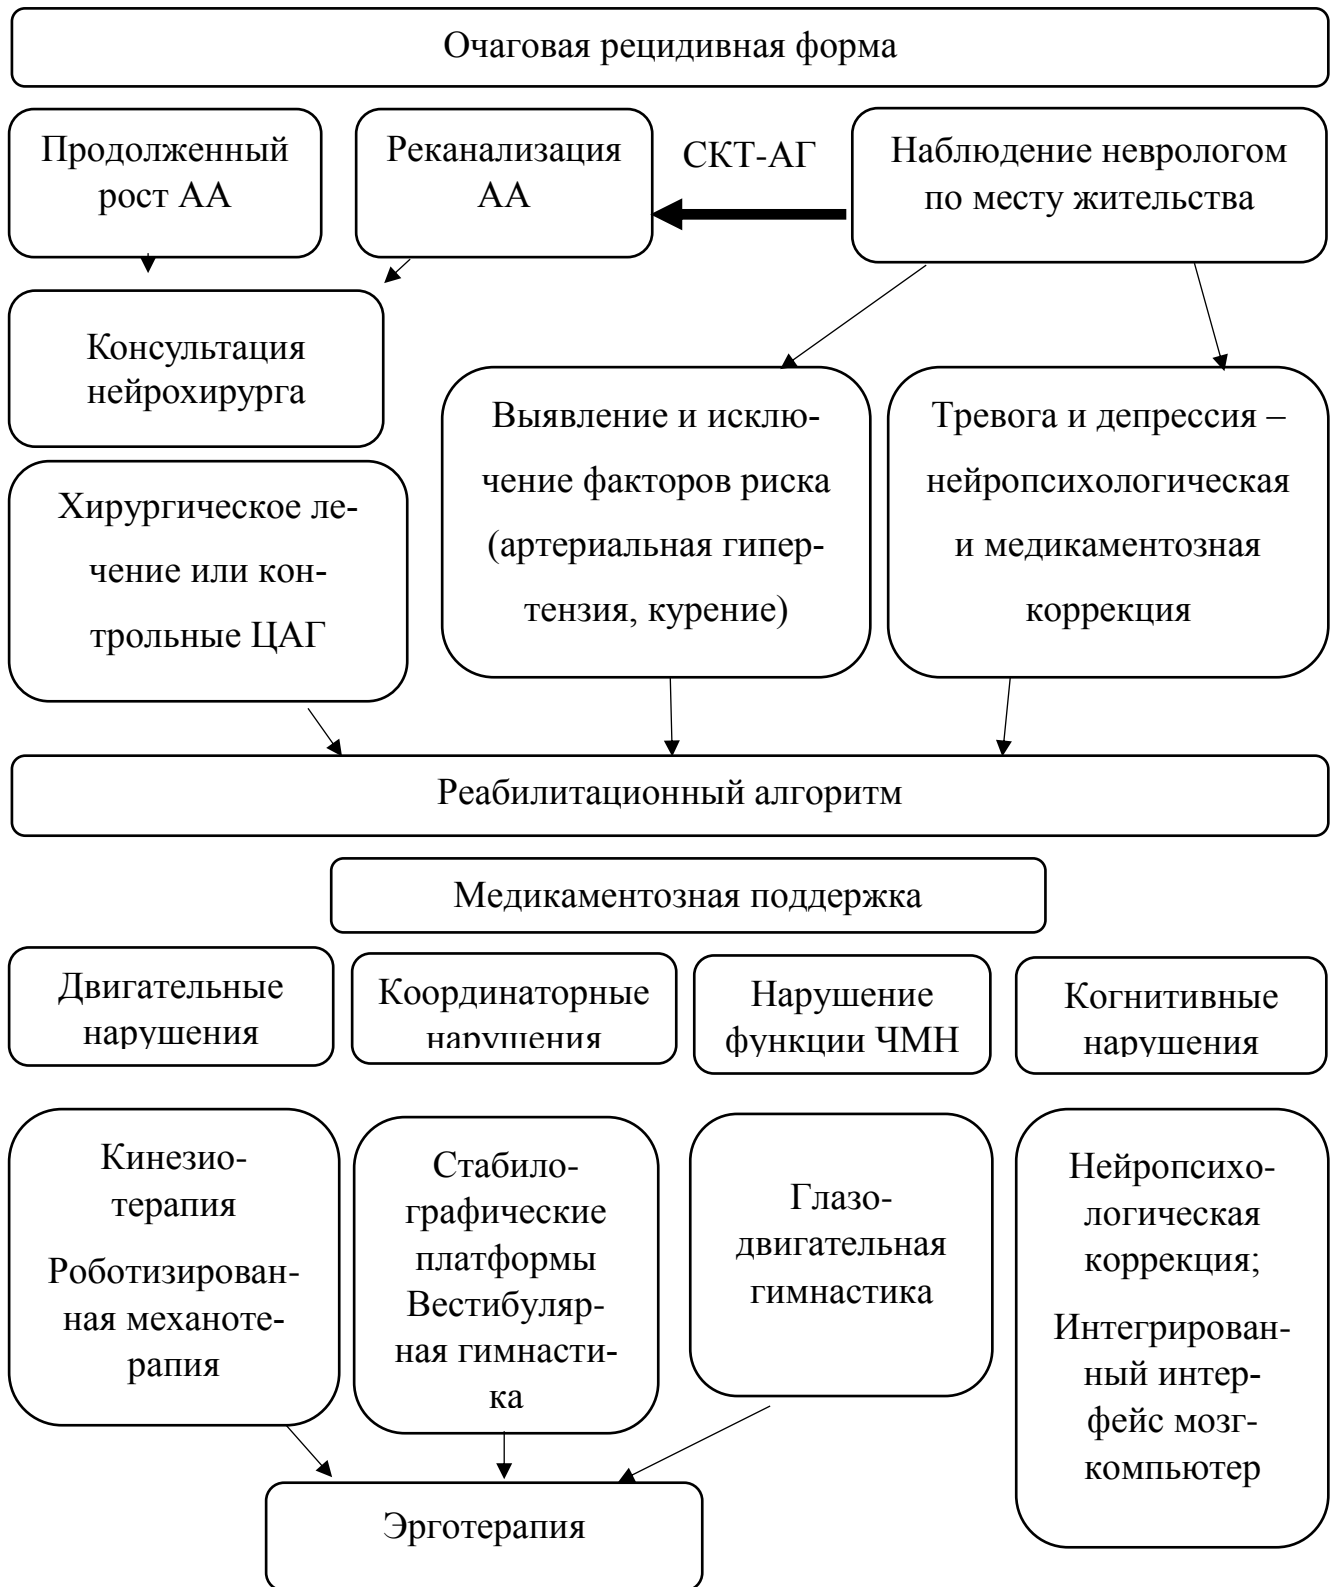 Очаговая рецидивная форма
Продолженный
рост АА
Реканализация
АА
СКТ-АГ
Наблюдение неврологом
по месту жительства
Консультация
нейрохирурга
Выявление и исклю-
чение факторов риска
(артериальная гипер-
тензия, курение)
Тревога и депрессия –
нейропсихологическая
и медикаментозная
коррекция
Хирургическое ле-
чение или кон-
трольные ЦАГ
Реабилитационный алгоритм
Медикаментозная поддержка
Двигательные
нарушения
Координаторные
нарушения
Нарушение
функции ЧМН
Когнитивные
нарушения
Кинезио-
терапия
Роботизирован-
ная механоте-
рапия
Стабило-
графические
платформы
Вестибуляр-
ная гимнасти-
ка
Глазо-
двигательная
гимнастика
Нейропсихо-
логическая
коррекция;
Интегрирован-
ный интер-
фейс мозг-
компьютер
Эрготерапия